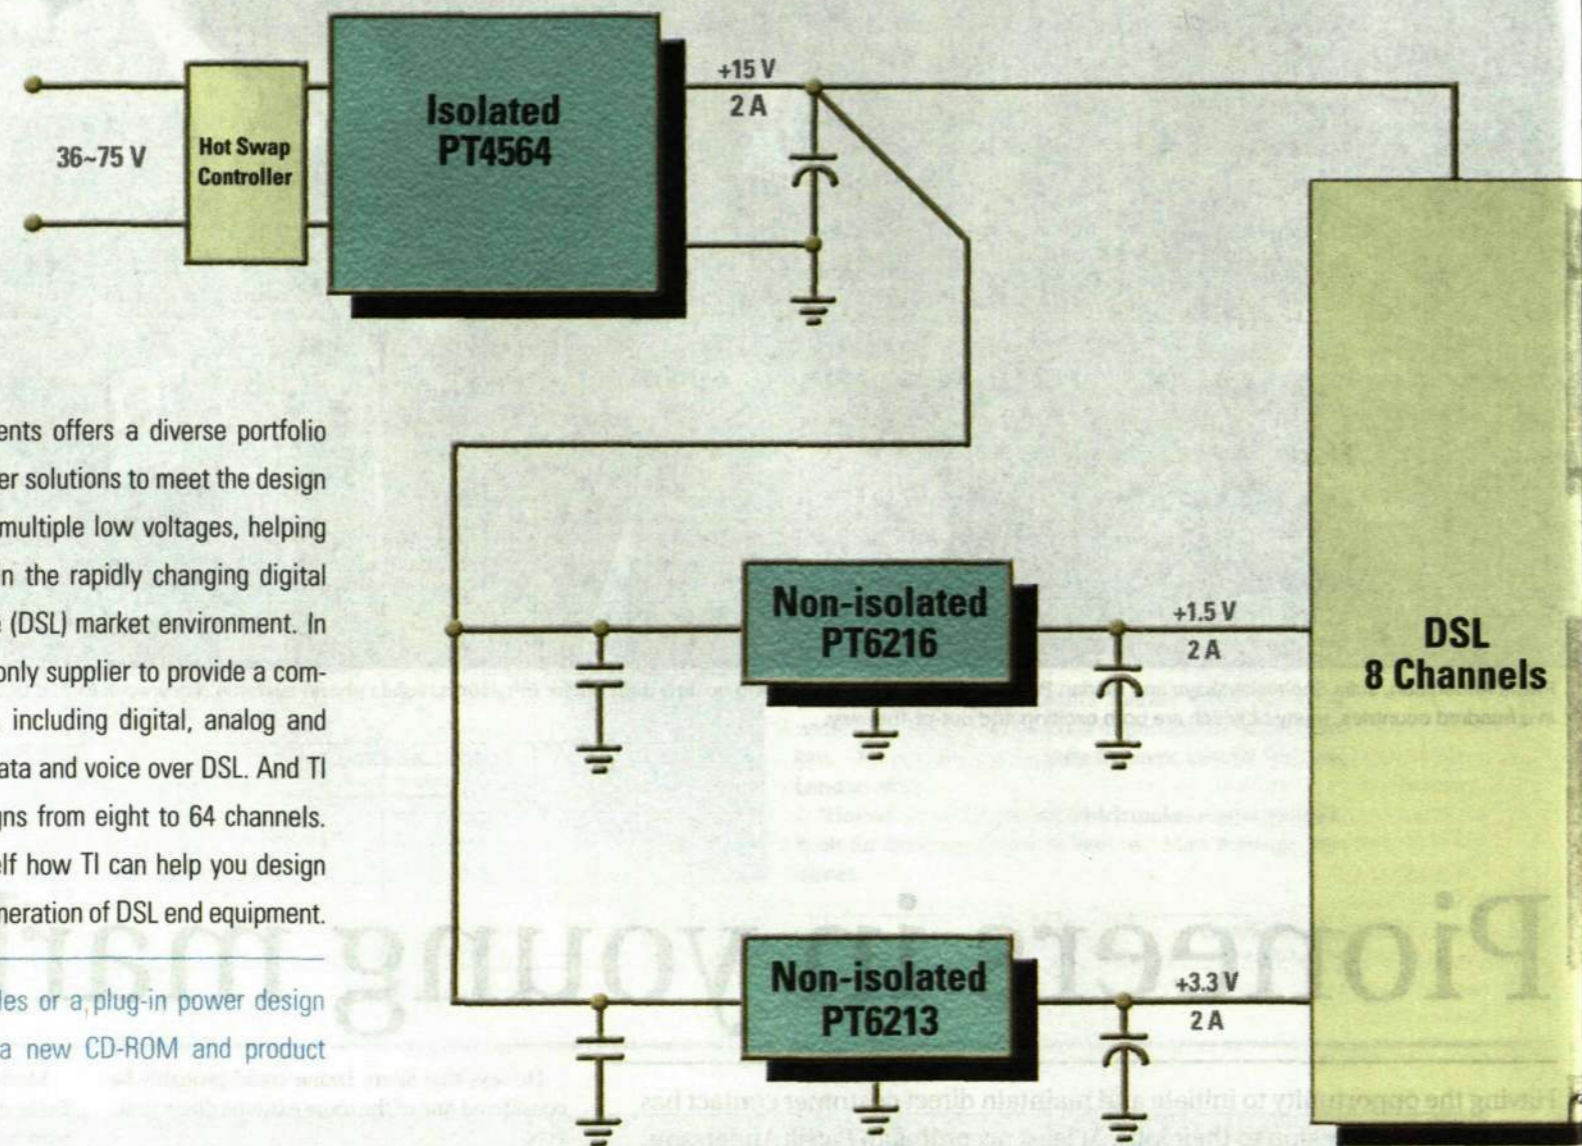 +15 V
2 A
Isolated
PT4564
36~75 V
Hot Swap
Controller
ents offers a diverse portfolio
er solutions to meet the design
multiple low voltages, helping
n the rapidly changing digital
(DSL) market environment. In
only supplier to provide a com-
including digital, analog and
ata and voice over DSL. And TI
gns from eight to 64 channels.
elf how TI can help you design
neration of DSL end equipment.
les or a plug-in power design
a new CD-ROM and product
Non-isolated
PT6216
+1.5 V
2 A
DSL
8 Channels
Non-isolated
PT6213
+3.3 V
2 A